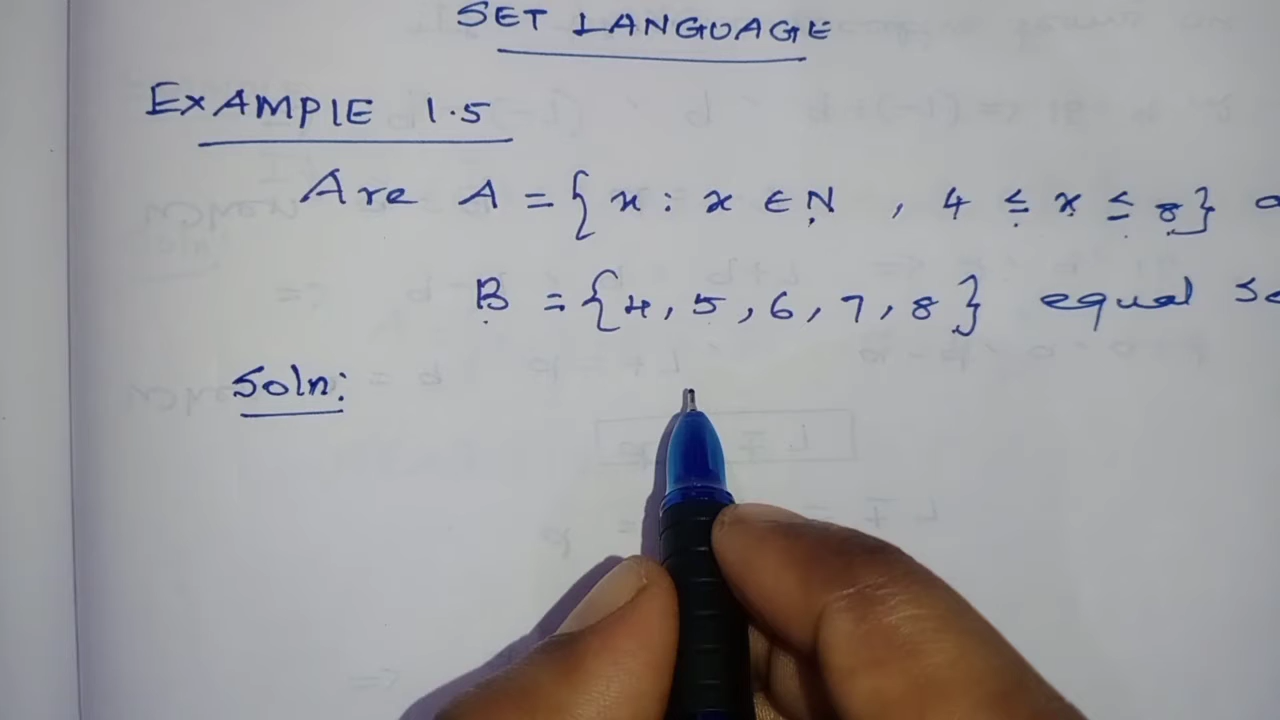 SET LANGUAGE
EXAMPLE 1.5
Are A = { x : x ∈ N , 4 ≤ x ≤ 8 }
B = { 4 , 5 , 6 , 7 , 8 } equal
Soln: